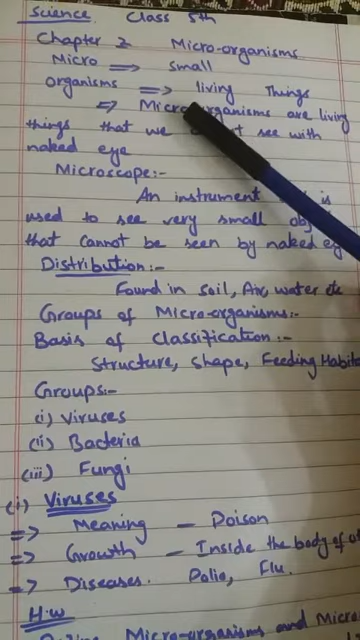 Science Class 5th
Chapter 2 Micro-organisms
Micro ⇒ small
Organisms ⇒ living Things
⇒ Micro-organisms are living
things that we see with
naked eye
Microscope:-
An instrument is
used to see very small
that cannot be seen by naked
Distribution:-
Found in Soil, Air, water etc
Groups of Micro-organisms:-
Basis of Classification:-
Structure, Shape, Feeding Habit
Groups:-
(i) Viruses
(ii) Bacteria
(iii) Fungi
(i) Viruses
⇒ Meaning – Poison
⇒ Growth – Inside the body of
⇒ Diseases. Polio, Flu.
H.W
Micro-organisms and